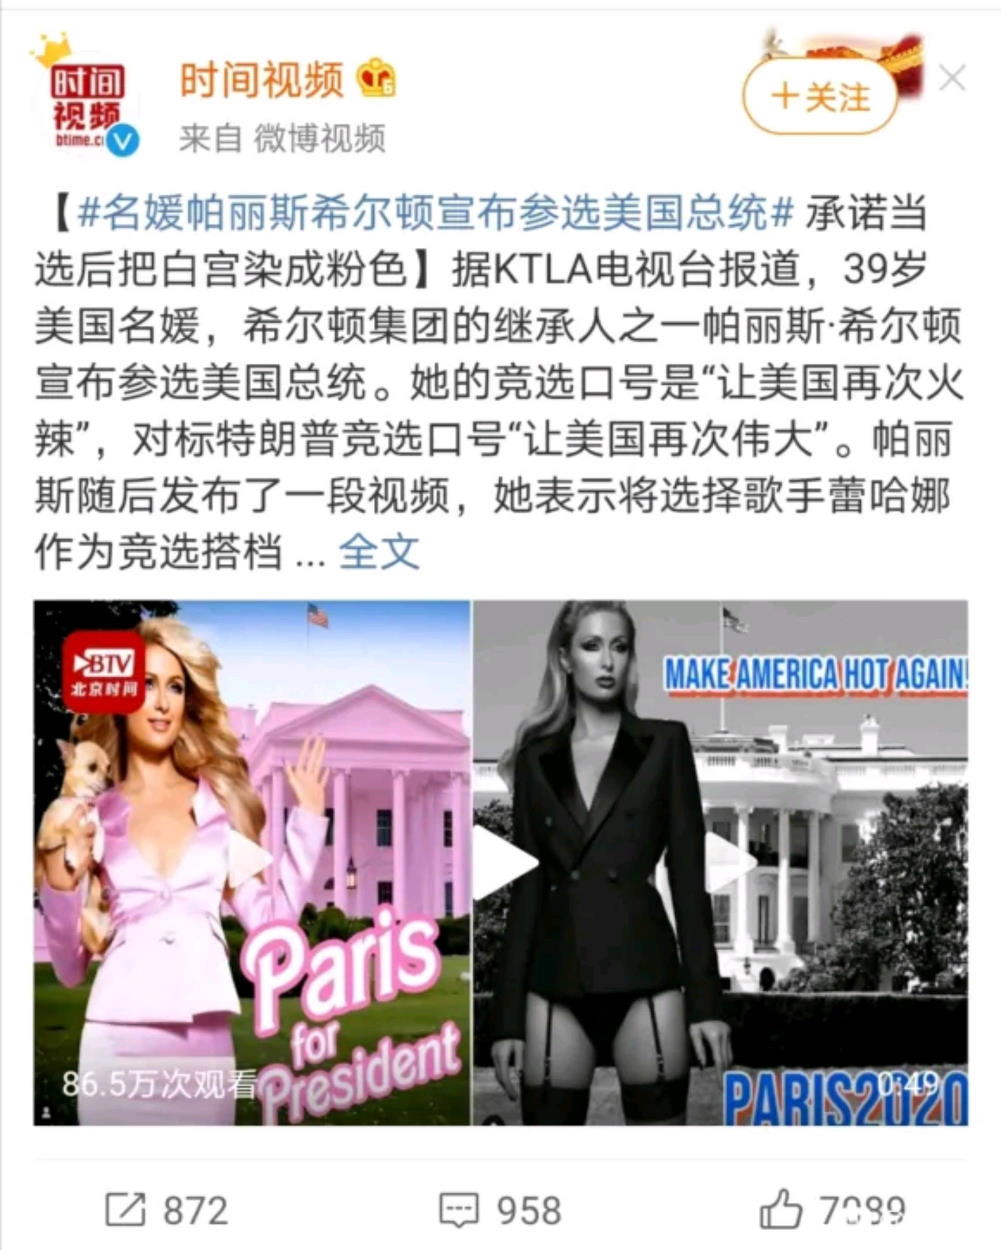 时间视频
btime.c
时间视频
来自 微博视频
+关注
【#名媛帕丽斯希尔顿宣布参选美国总统# 承诺当
选后把白宫染成粉色】据KTLA电视台报道，39岁
美国名媛，希尔顿集团的继承人之一帕丽斯·希尔顿
宣布参选美国总统。她的竞选口号是“让美国再次火
辣”，对标特朗普竞选口号“让美国再次伟大”。帕丽
斯随后发布了一段视频，她表示将选择歌手蕾哈娜
作为竞选搭档 ... 全文
BTV
北京时间
MAKE AMERICA HOT AGAIN!
Paris
for
President
86.5万次观看
PARIS2020
0:49
872
958